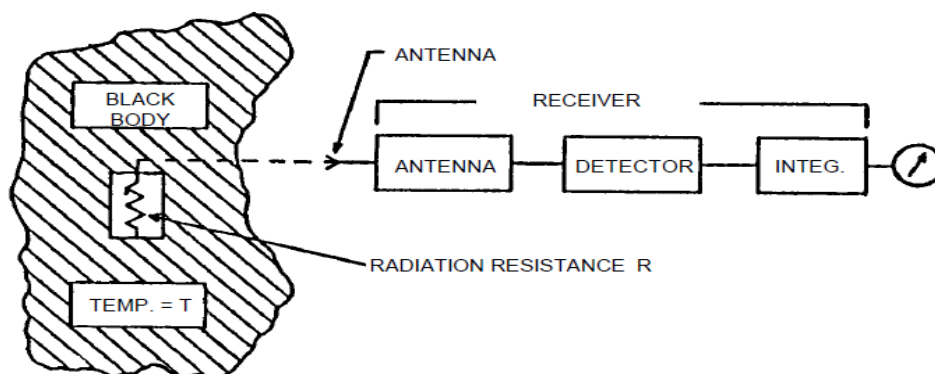 ANTENNA
BLACK
BODY
RECEIVER
ANTENNA
DETECTOR
INTEG.
RADIATION RESISTANCE R
TEMP. = T